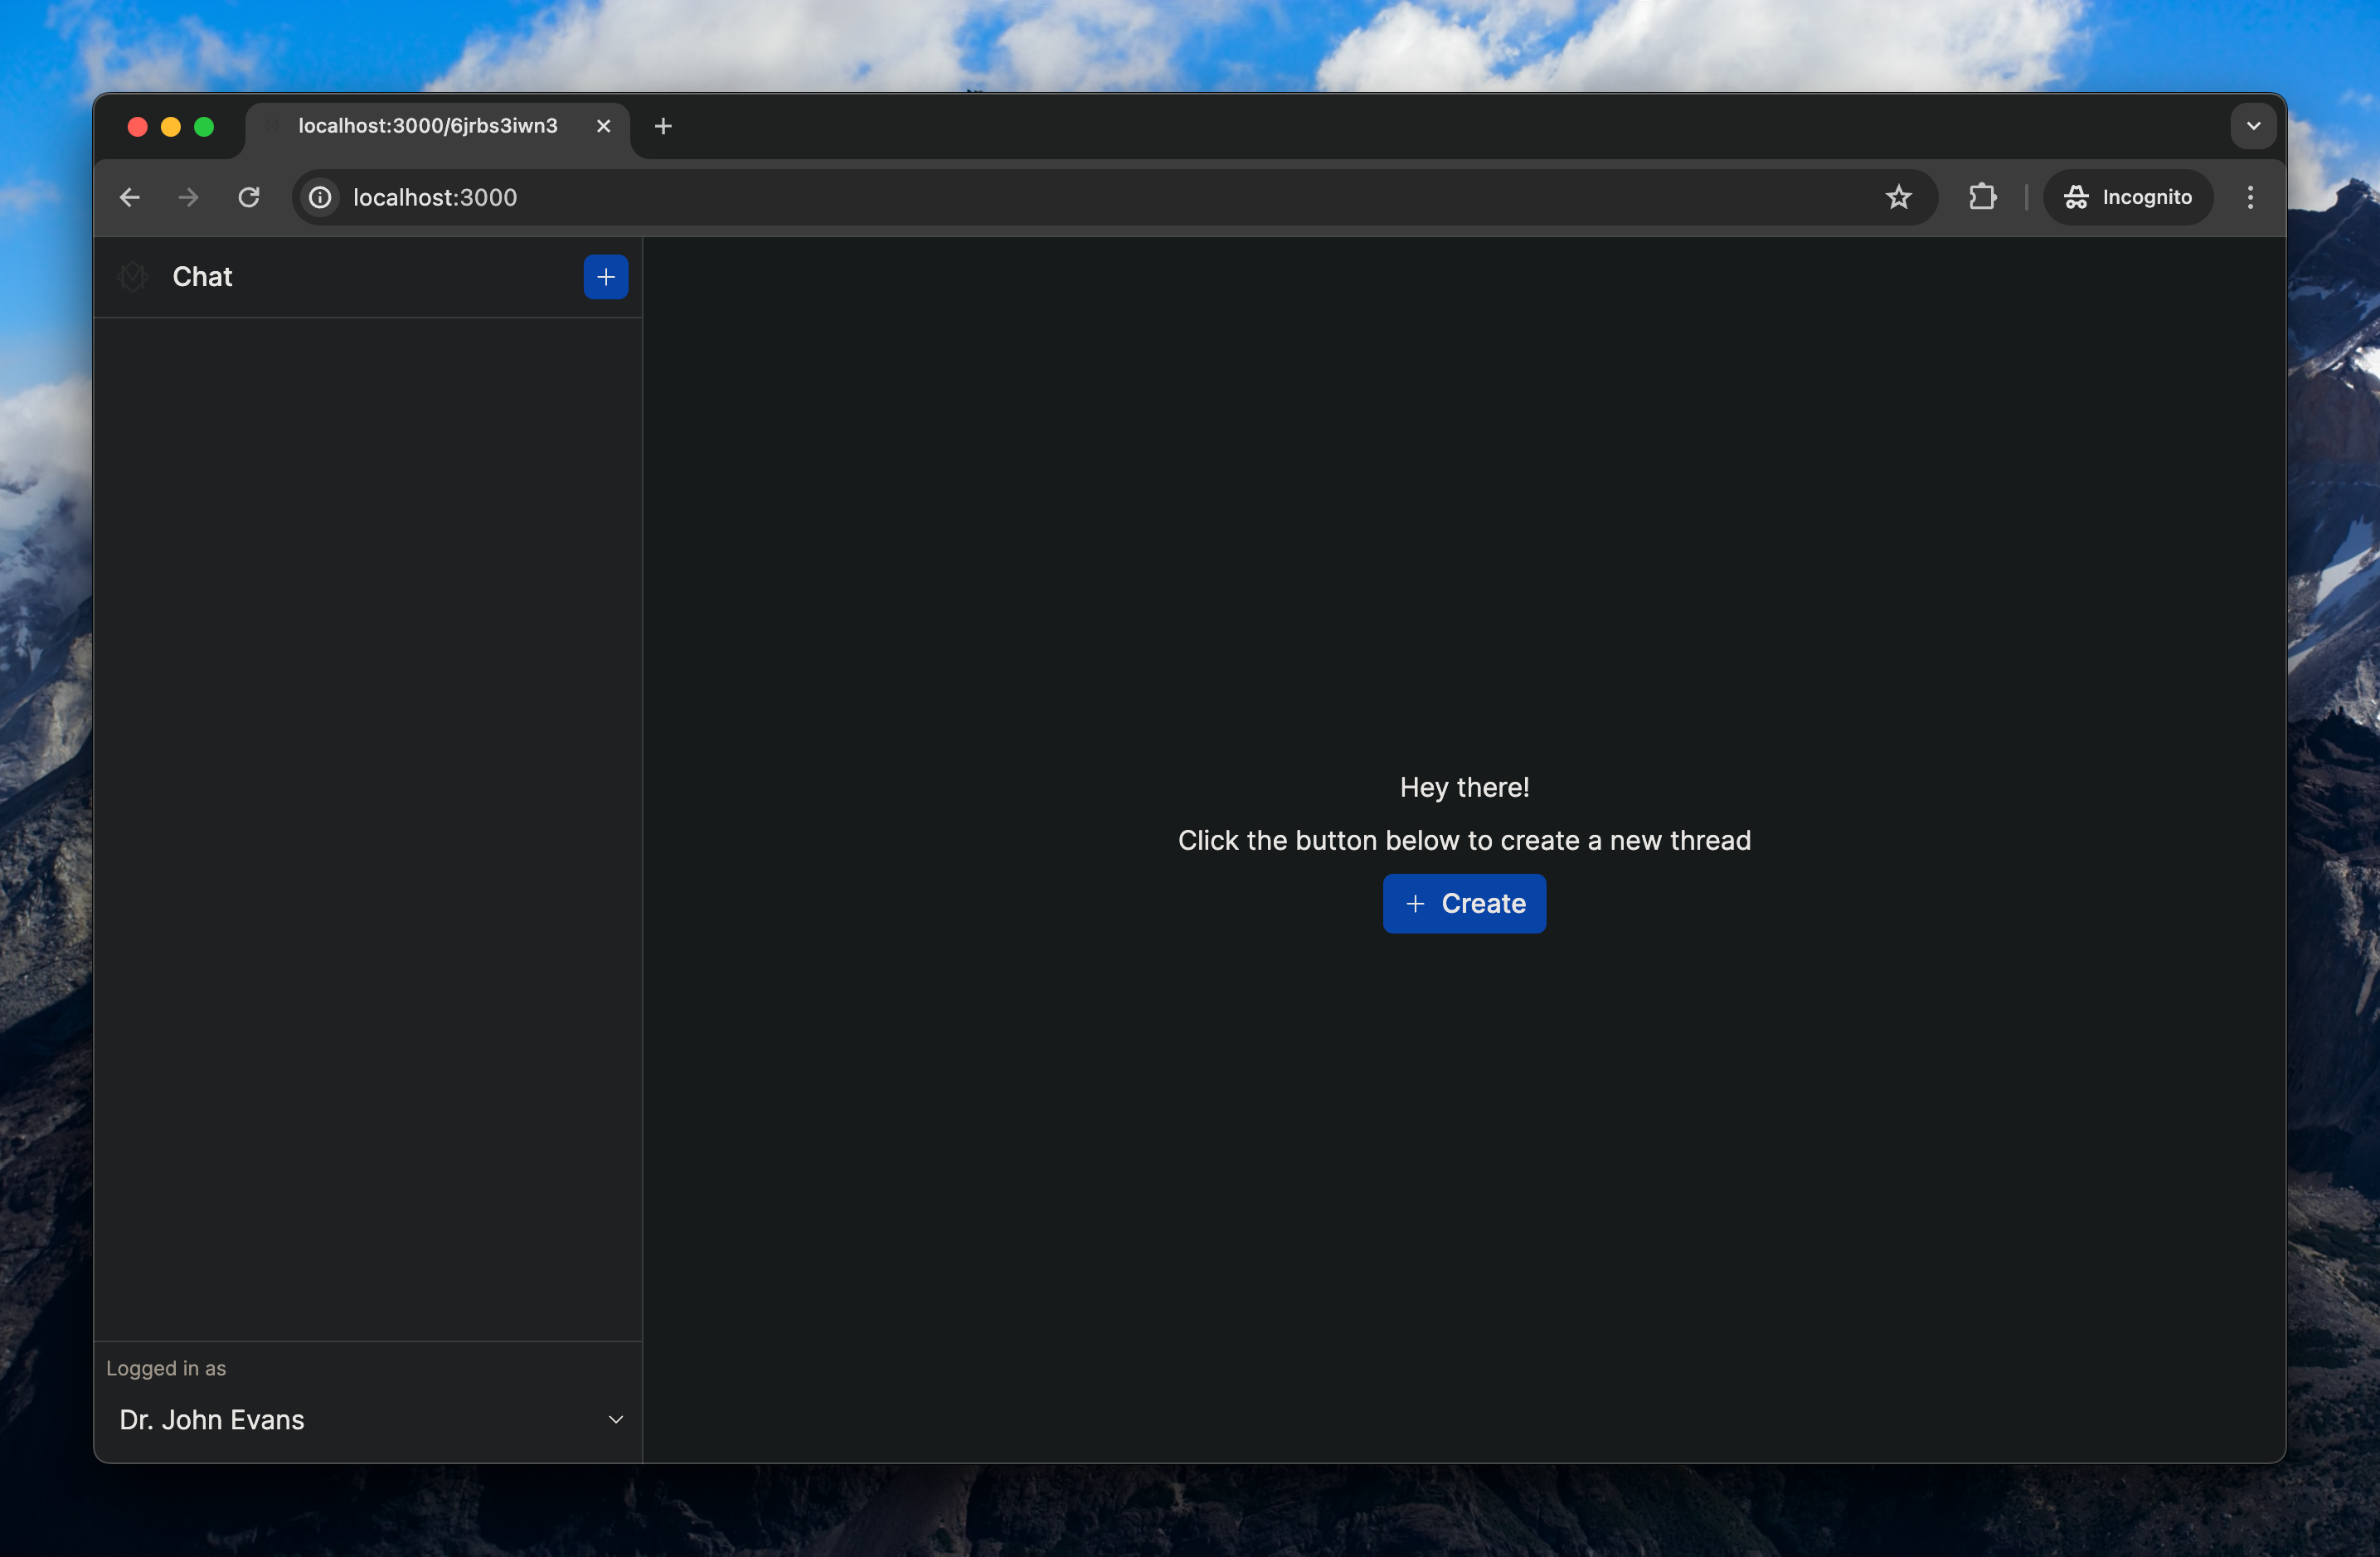 localhost:3000/6jrbs3iwn3
localhost:3000
Incognito
Chat
Hey there!
Click the button below to create a new thread
Create
Logged in as
Dr. John Evans